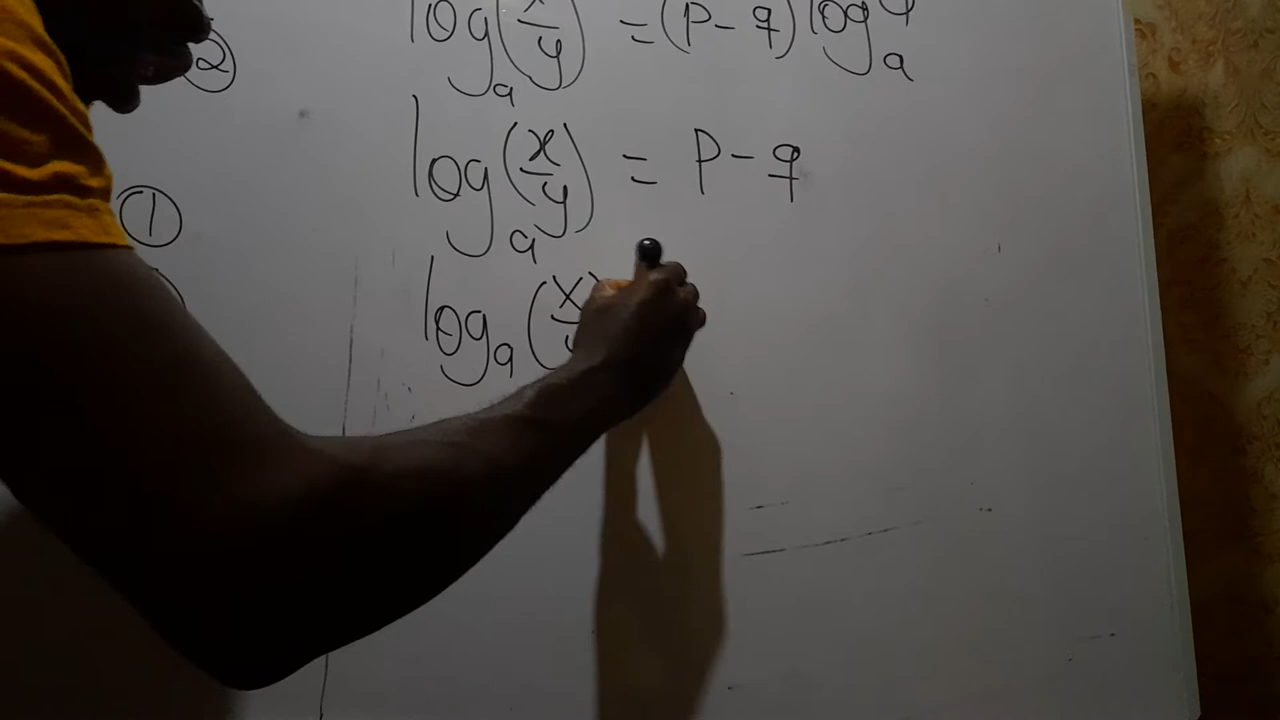 ②
log_a(x/y) = (p-q) log_a
①
log_a(x/y) = p-q
log_a(x